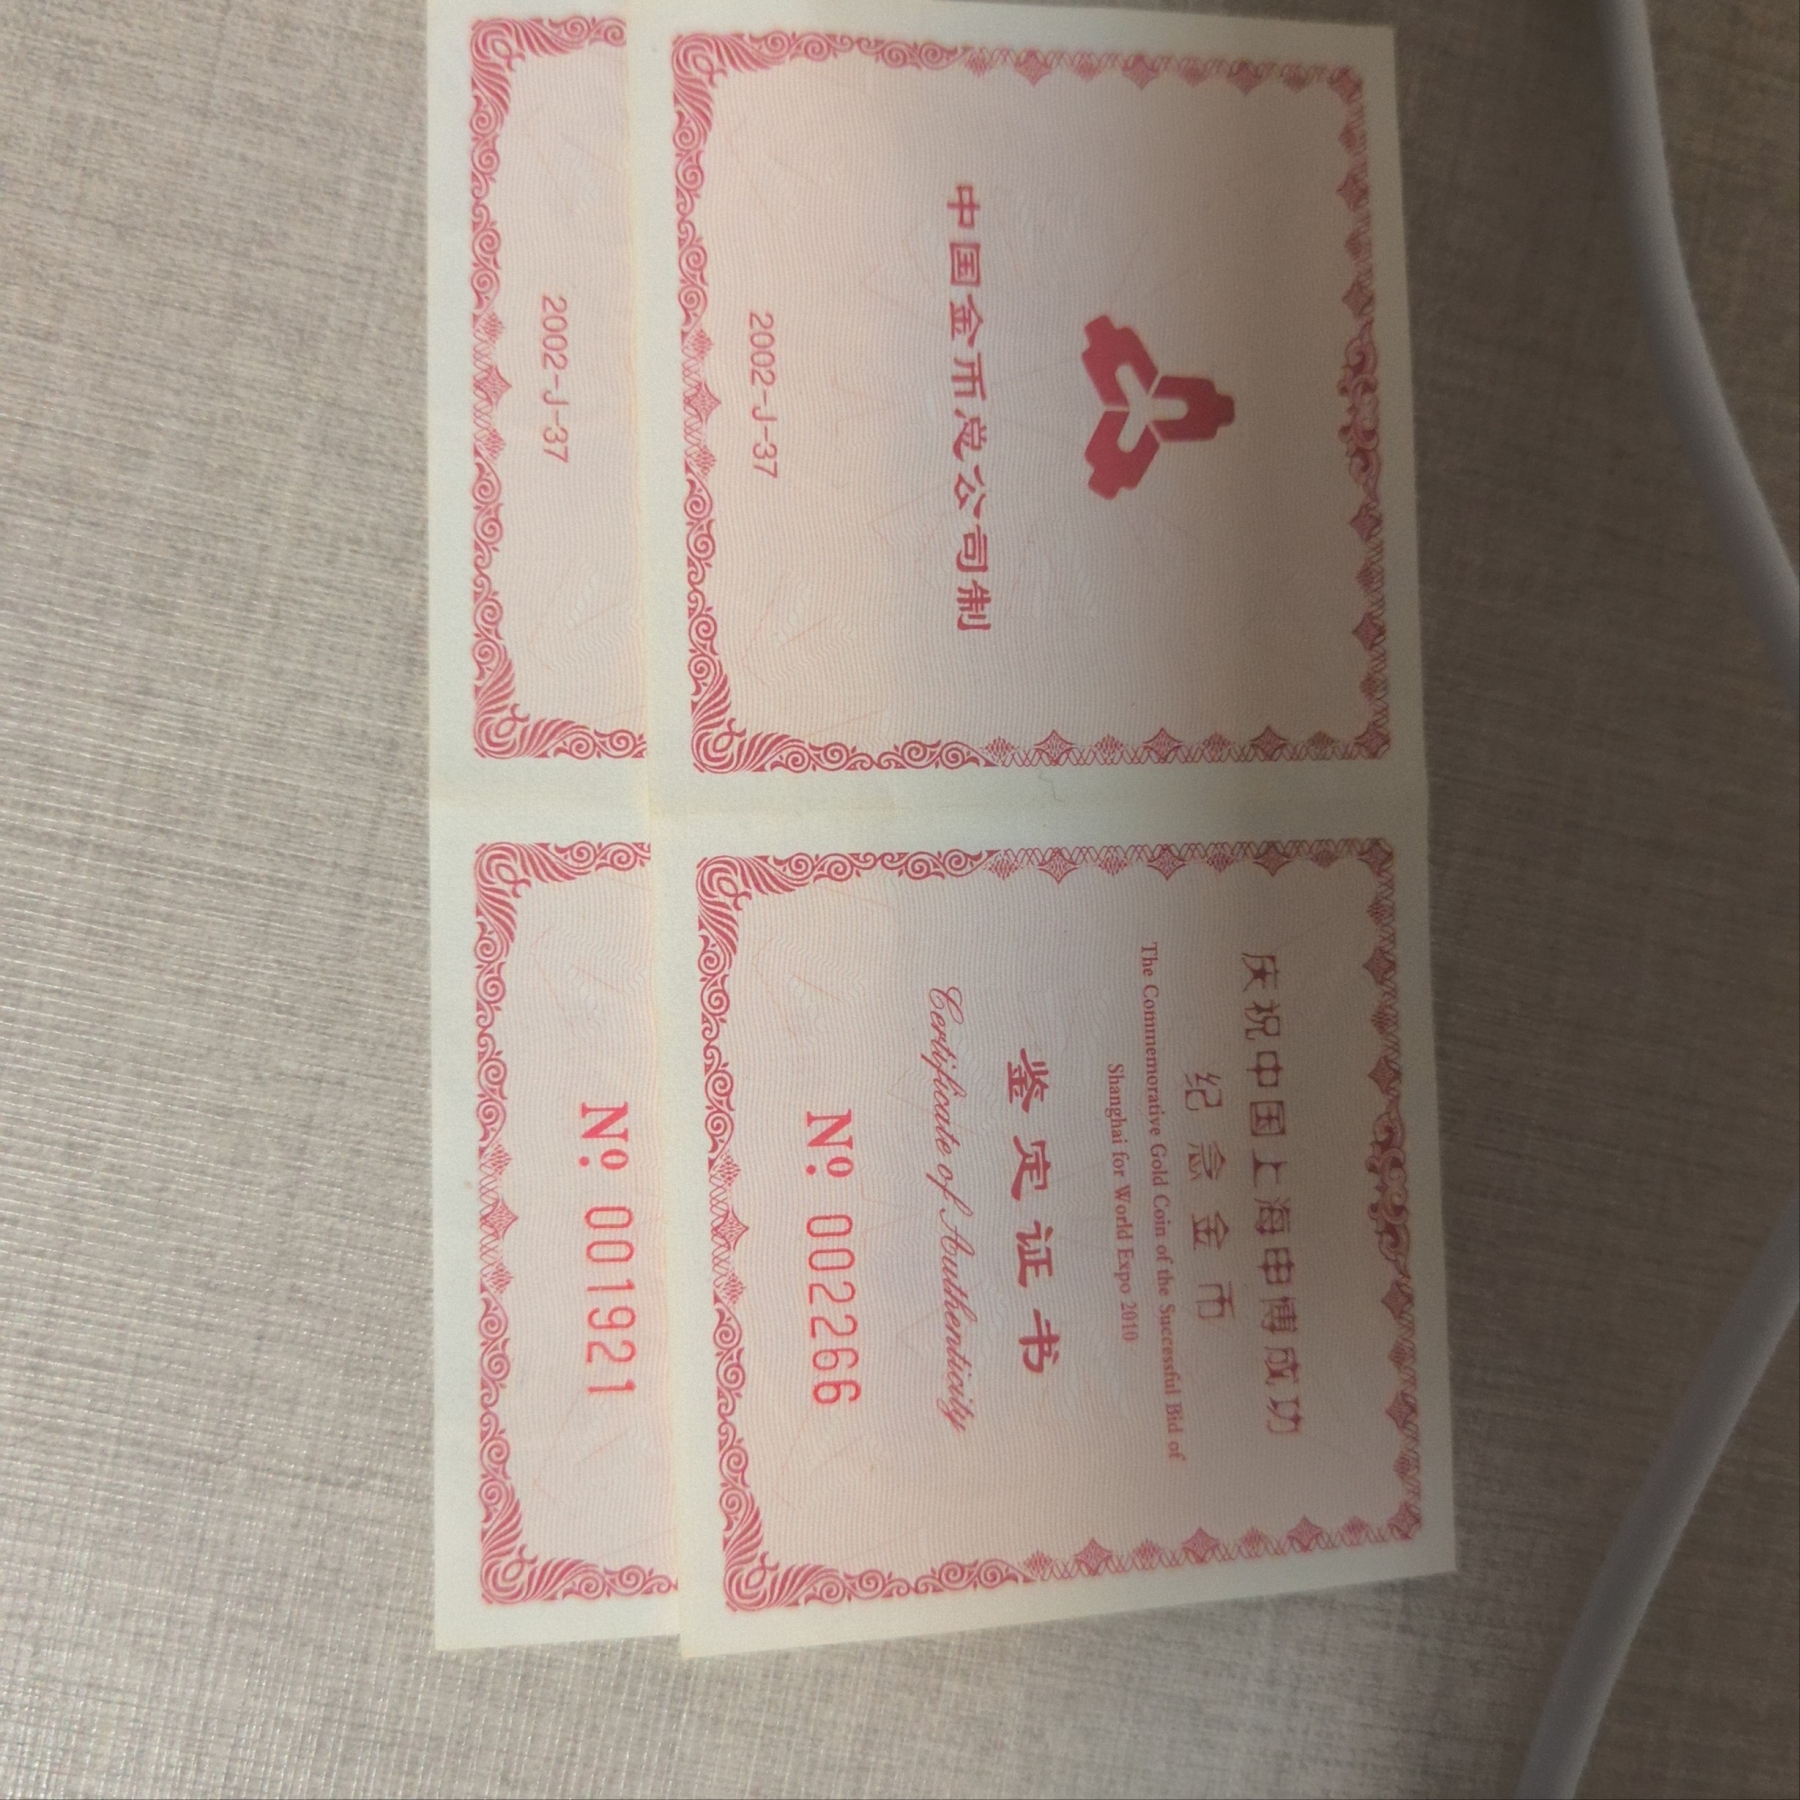 中国金币总公司制
2002-J-37
庆祝中国上海申博成功
纪念金币
The Commemorative Gold Coin of the Successful Bid of
Shanghai for World Expo 2010
鉴定证书
Certificate of Authenticity
Nº 002266
2002-J-37
Nº 001921